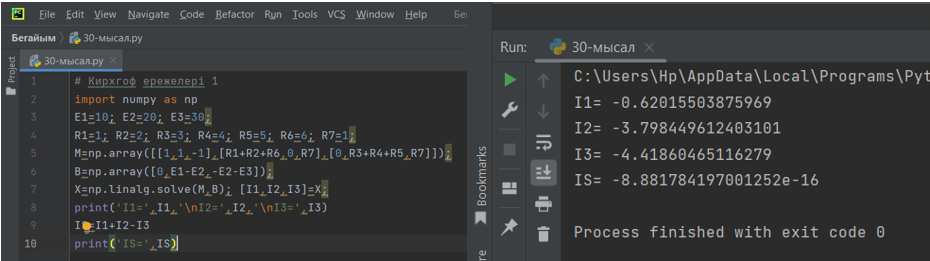 PC File Edit View Navigate Code Refactor Run Tools VCS Window Help Бег
Бегайым 30-мысал.py
30-мысал.py
Project
1 # Кирхгоф ережелері 1
2 import numpy as np
3 E1=10; E2=20; E3=30;
4 R1=1; R2=2; R3=3; R4=4; R5=5; R6=6; R7=1;
5 M=np.array([[1,1,-1],[R1+R2+R6,0,R7],[0,R3+R4+R5,R7]]);
6 B=np.array([0,E1-E2,-E2-E3]);
7 X=np.linalg.solve(M,B); [I1,I2,I3]=X;
8 print('I1=',I1,'\nI2=',I2,'\nI3=',I3)
9 I =I1+I2-I3
10 print('IS=',IS)
Run: 30-мысал
C:\Users\Hp\AppData\Local\Programs\Pyt
I1= -0.62015503875969
I2= -3.798449612403101
I3= -4.41860465116279
IS= -8.881784197001252e-16
Process finished with exit code 0
Bookmarks
re